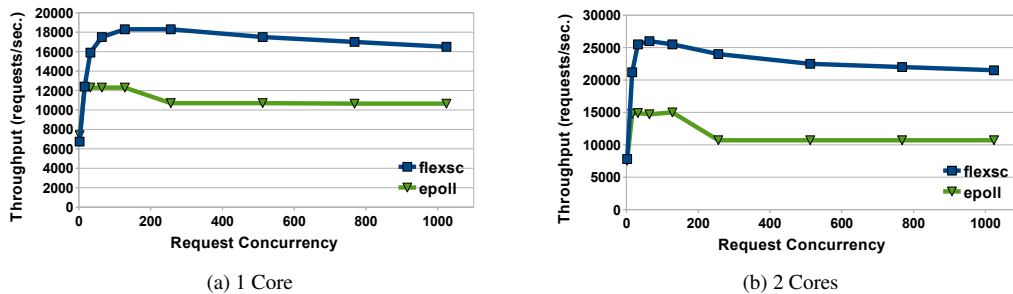 Throughput (requests/sec.)
20000
18000
16000
14000
12000
10000
8000
6000
4000
2000
0
0 200 400 600 800 1000
Request Concurrency
flexsc
epoll
(a) 1 Core
Throughput (requests/sec.)
30000
25000
20000
15000
10000
5000
0
0 200 400 600 800 1000
Request Concurrency
flexsc
epoll
(b) 2 Cores